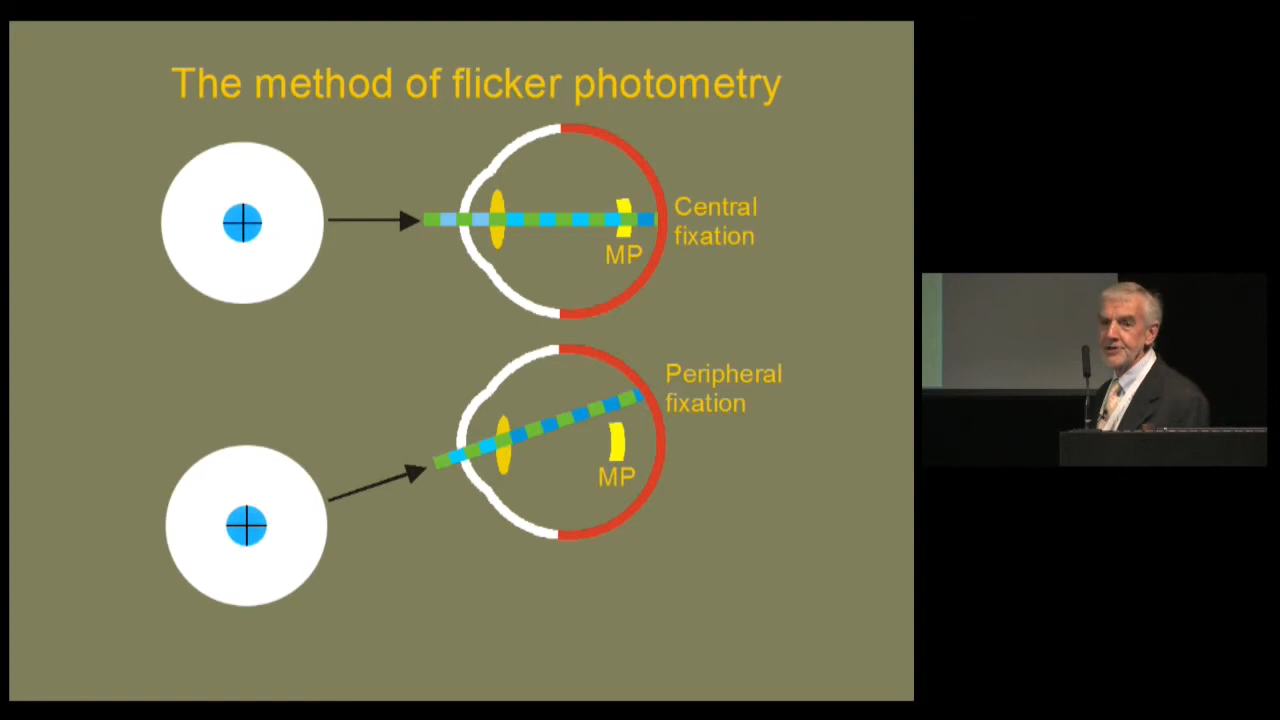 The method of flicker photometry
Central
fixation
MP
Peripheral
fixation
MP